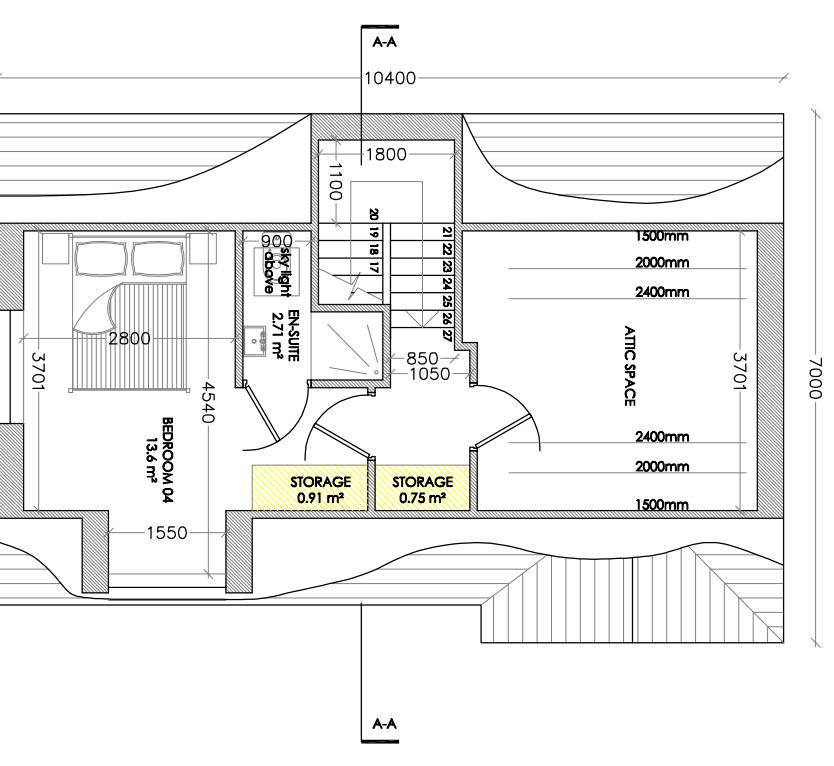 A-A
10400
1800
1100
20
19
18
17
21
22
23
24
25
26
27
900
sky light
above
EN-SUITE
2.71 m²
1500mm
2000mm
2400mm
2800
3701
4540
850
1050
ATTIC SPACE
3701
7000
BEDROOM 04
13.6 m²
2400mm
2000mm
1500mm
STORAGE
0.91 m²
STORAGE
0.75 m²
1550
A-A